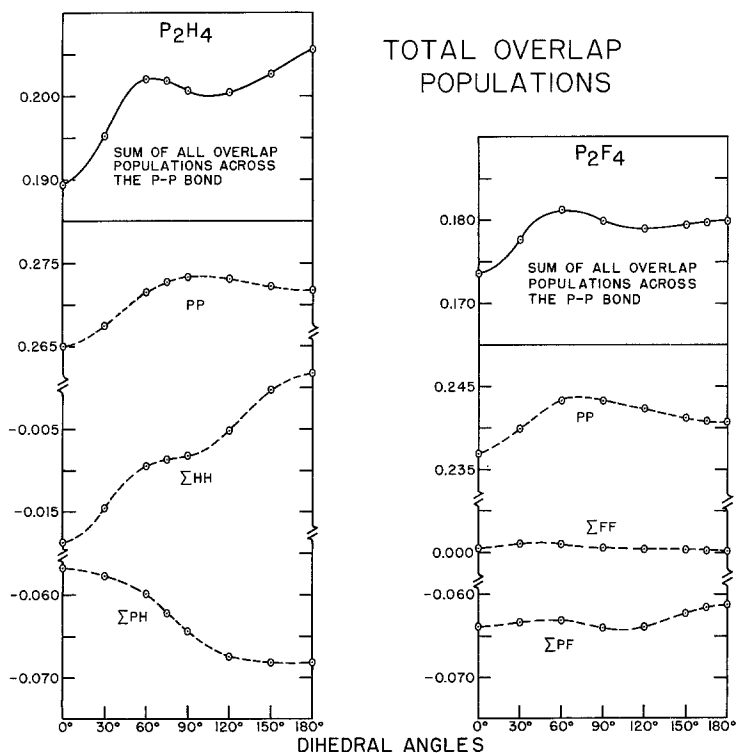 P2H4
TOTAL OVERLAP
POPULATIONS
0.200
SUM OF ALL OVERLAP
POPULATIONS ACROSS
THE P-P BOND
0.190
0.275
PP
0.265
-0.005
ΣHH
-0.015
-0.060
ΣPH
-0.070
0° 30° 60° 90° 120° 150° 180°
P2F4
0.180
SUM OF ALL OVERLAP
POPULATIONS ACROSS
THE P-P BOND
0.170
0.245
PP
0.235
ΣFF
0.000
-0.060
ΣPF
-0.070
0° 30° 60° 90° 120° 150° 180°
DIHEDRAL ANGLES